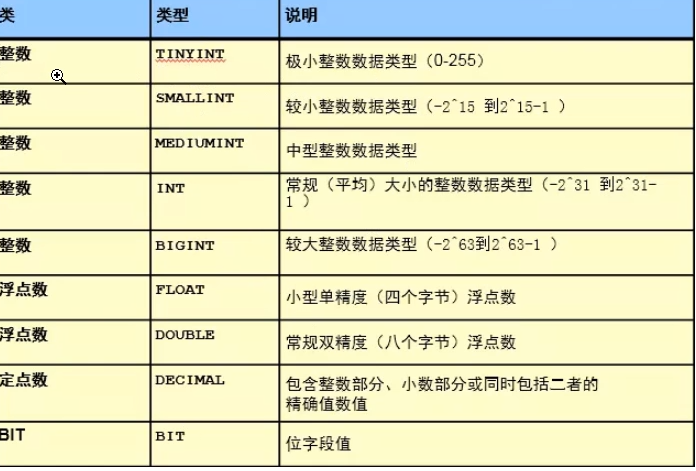 类 类型 说明
整数 TINYINT 极小整数数据类型（0-255）
整数 SMALLINT 较小整数数据类型（-2^15 到2^15-1 ）
整数 MEDIUMINT 中型整数数据类型
整数 INT 常规（平均）大小的整数数据类型（-2^31 到2^31-
1 ）
整数 BIGINT 较大整数数据类型（-2^63到2^63-1 ）
浮点数 FLOAT 小型单精度（四个字节）浮点数
浮点数 DOUBLE 常规双精度（八个字节）浮点数
定点数 DECIMAL 包含整数部分、小数部分或同时包括二者的
精确值数值
BIT BIT 位字段值